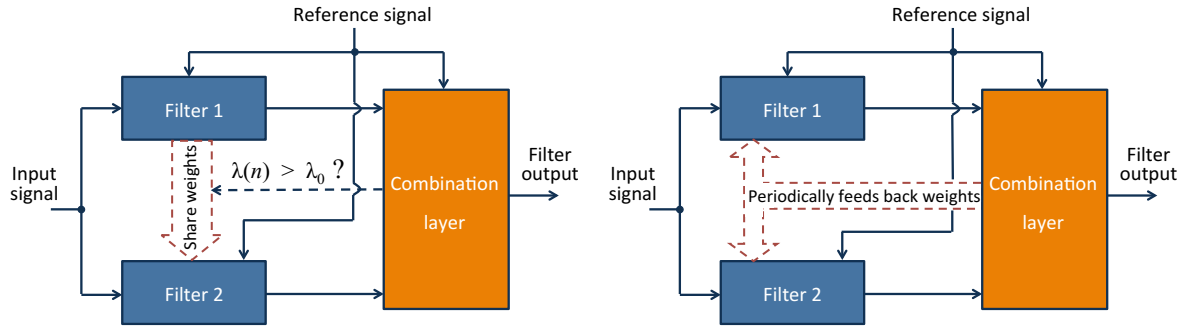 Reference signal
Filter 1
Input
signal
Share weights
λ(n) > λ₀ ?
Combination
layer
Filter
output
Filter 2
Reference signal
Filter 1
Input
signal
Periodically feeds back weights
Combination
layer
Filter
output
Filter 2